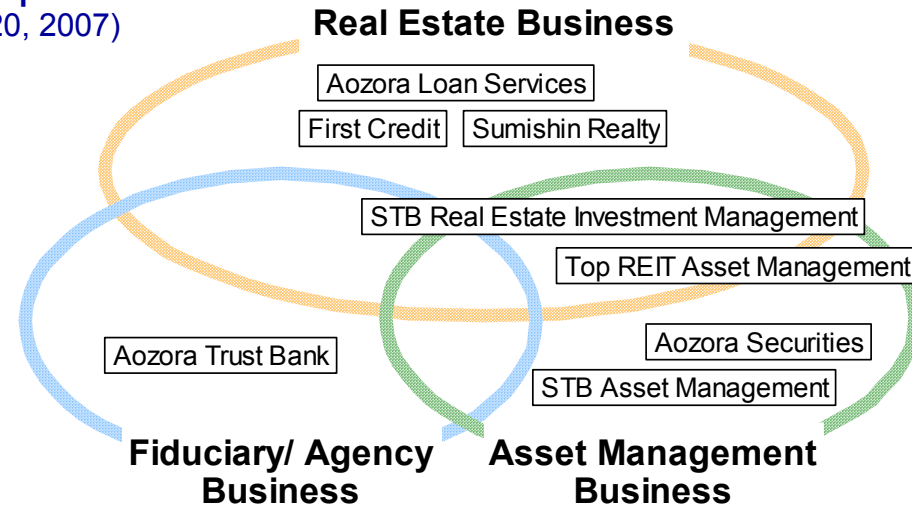 20, 2007)
Real Estate Business
Aozora Loan Services
First Credit
Sumishin Realty
STB Real Estate Investment Management
Top REIT Asset Management
Aozora Securities
Aozora Trust Bank
STB Asset Management
Fiduciary/ Agency
Business
Asset Management
Business